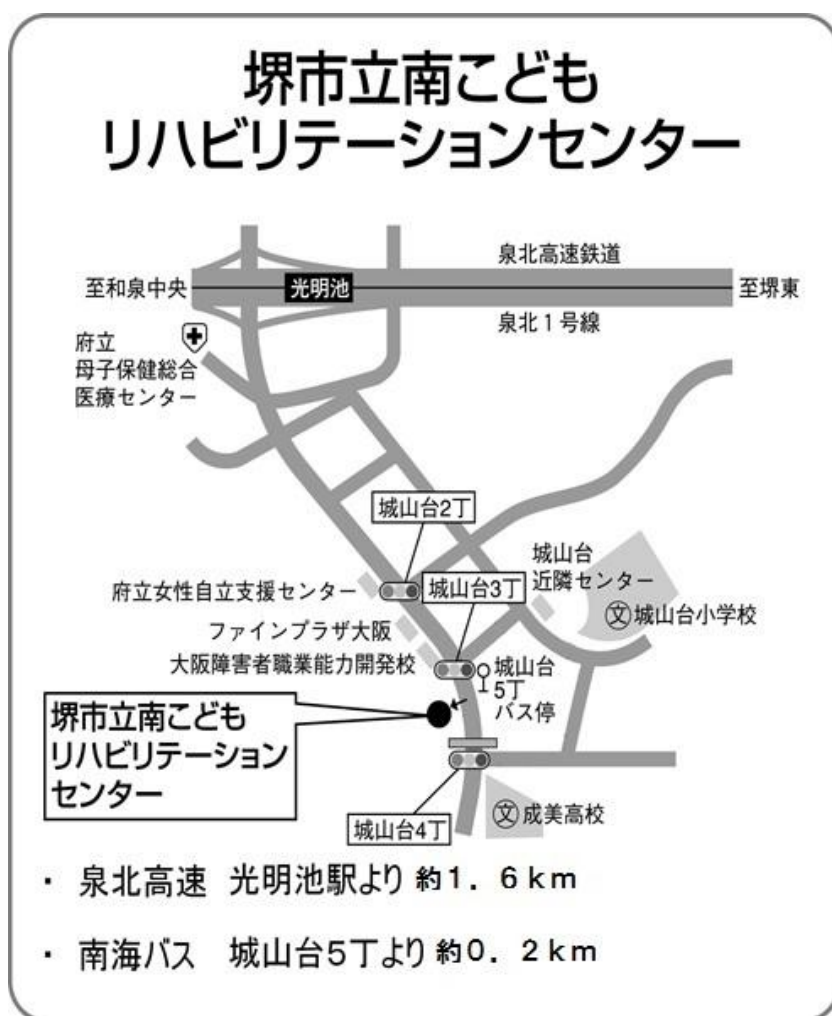 堺市立南こども
リハビリテーションセンター
泉北高速鉄道
至和泉中央
光明池
至堺東
泉北1号線
府立
母子保健総合
医療センター
城山台2丁
城山台
近隣センター
府立女性自立支援センター
城山台3丁
文城山台小学校
ファインプラザ大阪
大阪障害者職業能力開発校
城山台
5丁
バス停
堺市立南こども
リハビリテーション
センター
文成美高校
城山台4丁
・ 泉北高速 光明池駅より 約1.6km
・ 南海バス 城山台5丁より 約0.2km